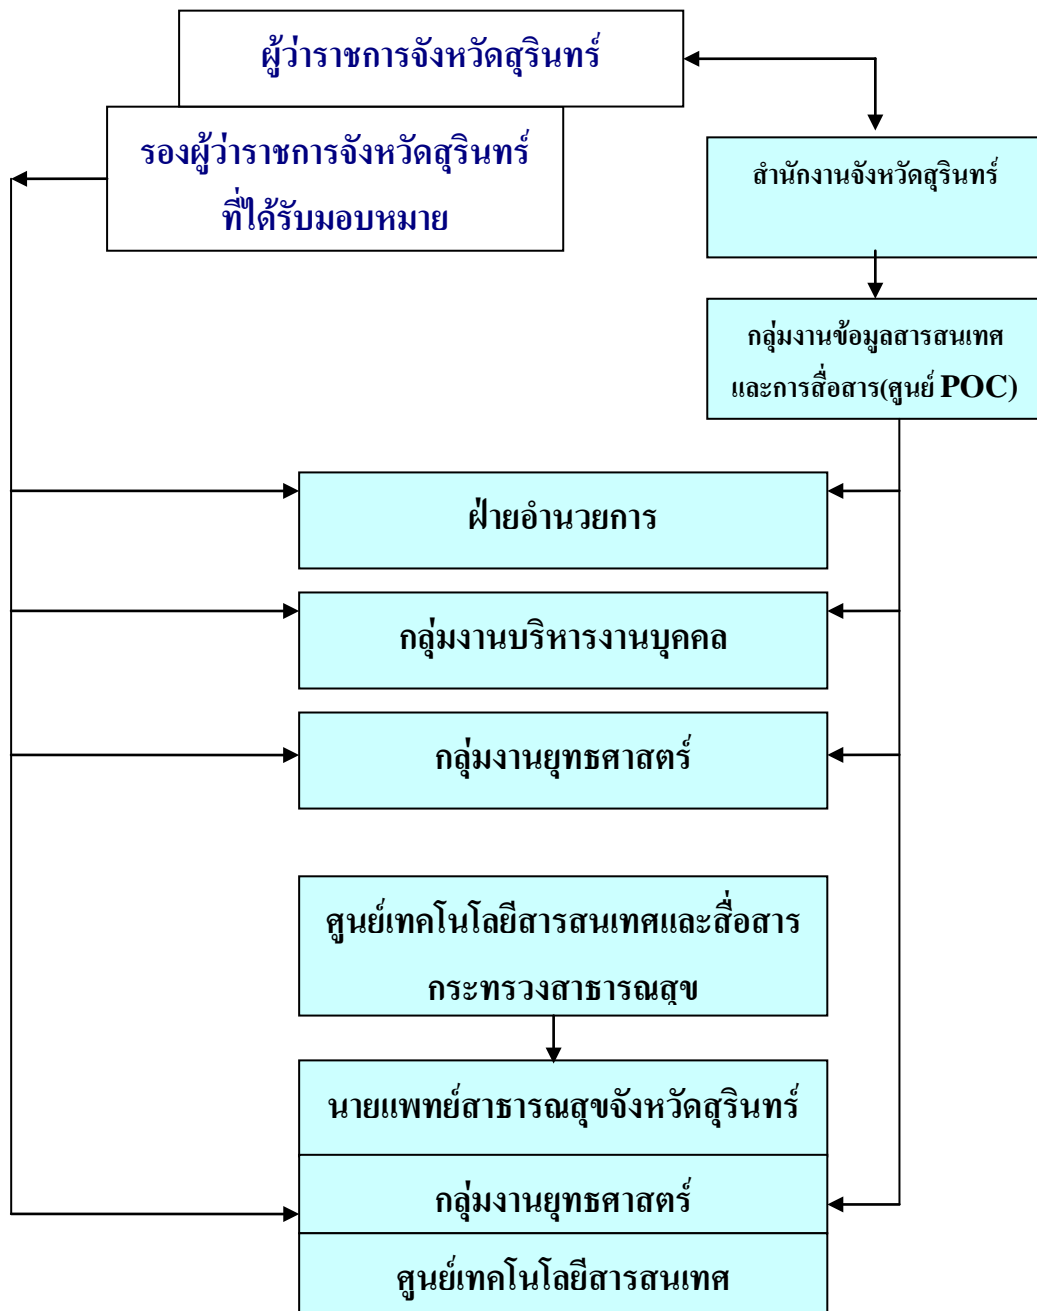 ผู้ว่าราชการจังหวัดสุรินทร์
รองผู้ว่าราชการจังหวัดสุรินทร์
ที่ได้รับมอบหมาย
สำนักงานจังหวัดสุรินทร์
กลุ่มงานข้อมูลสารสนเทศ
และการสื่อสาร(ศูนย์ POC)
ฝ่ายอำนวยการ
กลุ่มงานบริหารงานบุคคล
กลุ่มงานยุทธศาสตร์
ศูนย์เทคโนโลยีสารสนเทศและสื่อสาร
กระทรวงสาธารณสุข
นายแพทย์สาธารณสุขจังหวัดสุรินทร์
กลุ่มงานยุทธศาสตร์
ศูนย์เทคโนโลยีสารสนเทศ